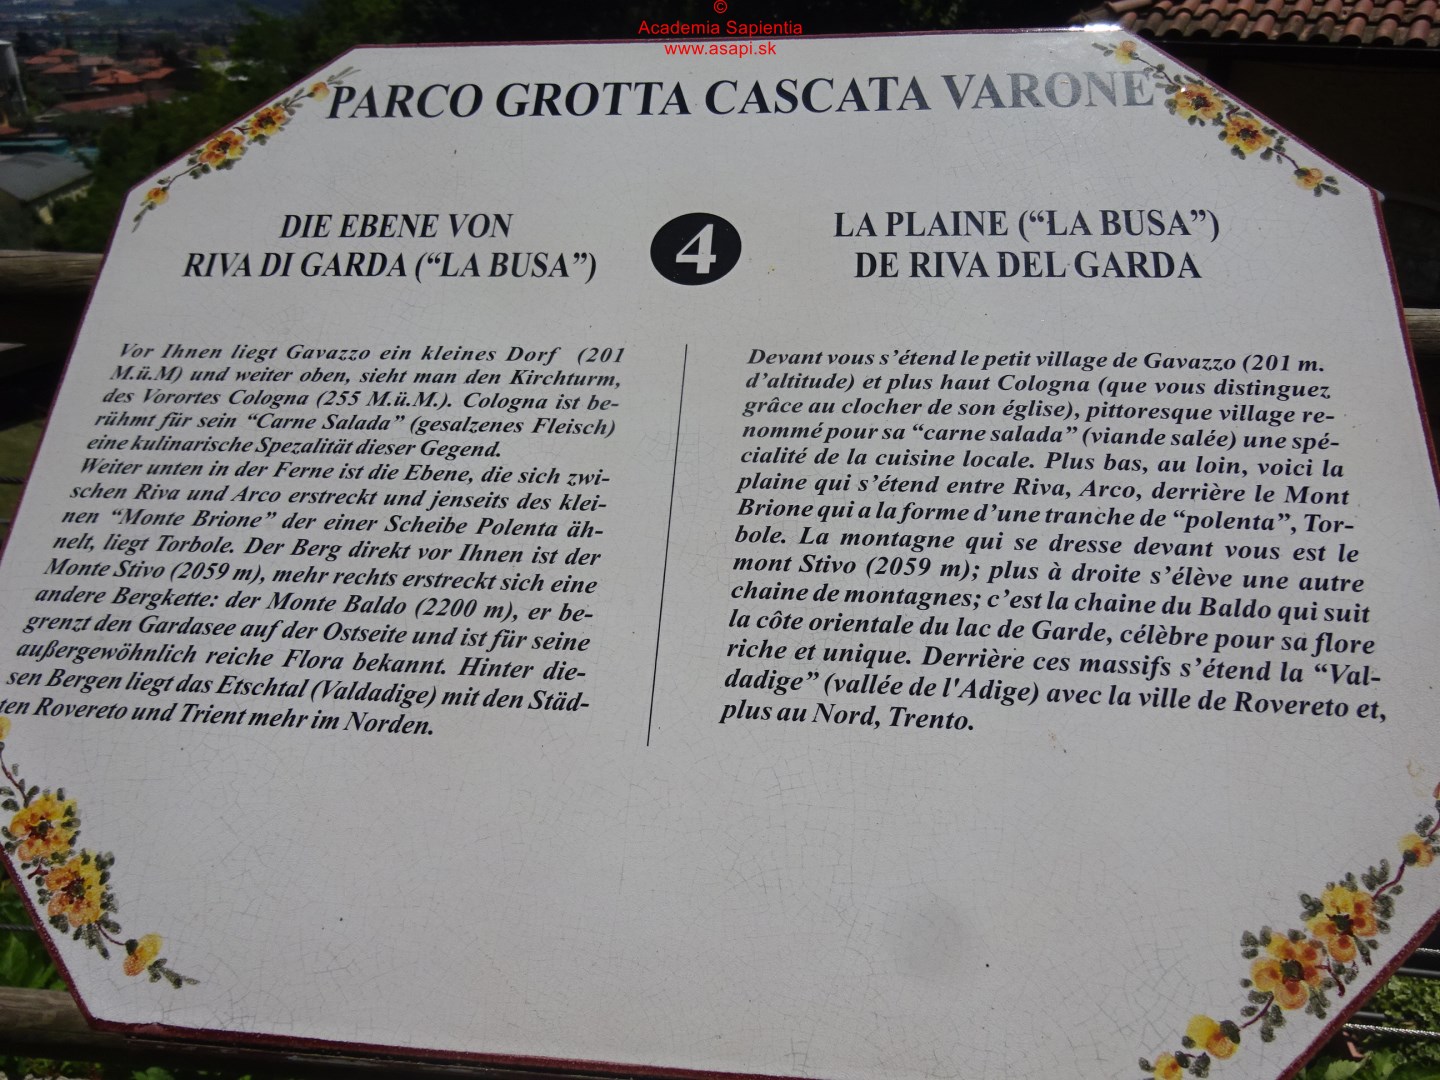 ©
Academia Sapientia
www.asapi.sk
PARCO GROTTA CASCATA VARONE
DIE EBENE VON
RIVA DI GARDA (“LA BUSA”)
4
LA PLAINE (“LA BUSA”)
DE RIVA DEL GARDA
Vor Ihnen liegt Gavazzo ein kleines Dorf (201
M.ü.M) und weiter oben, sieht man den Kirchturm,
des Vorortes Cologna (255 M.ü.M.). Cologna ist be-
rühmt für sein “Carne Salada” (gesalzenes Fleisch)
eine kulinarische Spezalität dieser Gegend.
Weiter unten in der Ferne ist die Ebene, die sich zwi-
schen Riva und Arco erstreckt und jenseits des klei-
nen “Monte Brione” der einer Scheibe Polenta äh-
nelt, liegt Torbole. Der Berg direkt vor Ihnen ist der
Monte Stivo (2059 m), mehr rechts erstreckt sich eine
andere Bergkette: der Monte Baldo (2200 m), er be-
grenzt den Gardasee auf der Ostseite und ist für seine
außergewöhnlich reiche Flora bekannt. Hinter die-
sen Bergen liegt das Etschtal (Valdadige) mit den Städ-
ten Rovereto und Trient mehr im Norden.
Devant vous s’étend le petit village de Gavazzo (201 m.
d’altitude) et plus haut Cologna (que vous distinguez
grâce au clocher de son église), pittoresque village re-
nommé pour sa “carne salada” (viande salée) une spé-
cialité de la cuisine locale. Plus bas, au loin, voici la
plaine qui s’étend entre Riva, Arco, derrière le Mont
Brione qui a la forme d’une tranche de “polenta”, Tor-
bole. La montagne qui se dresse devant vous est le
mont Stivo (2059 m); plus à droite s’élève une autre
chaine de montagnes; c’est la chaine du Baldo qui suit
la côte orientale du lac de Garde, célèbre pour sa flore
riche et unique. Derrière ces massifs s’étend la “Val-
dadige” (vallée de l'Adige) avec la ville de Rovereto et,
plus au Nord, Trento.